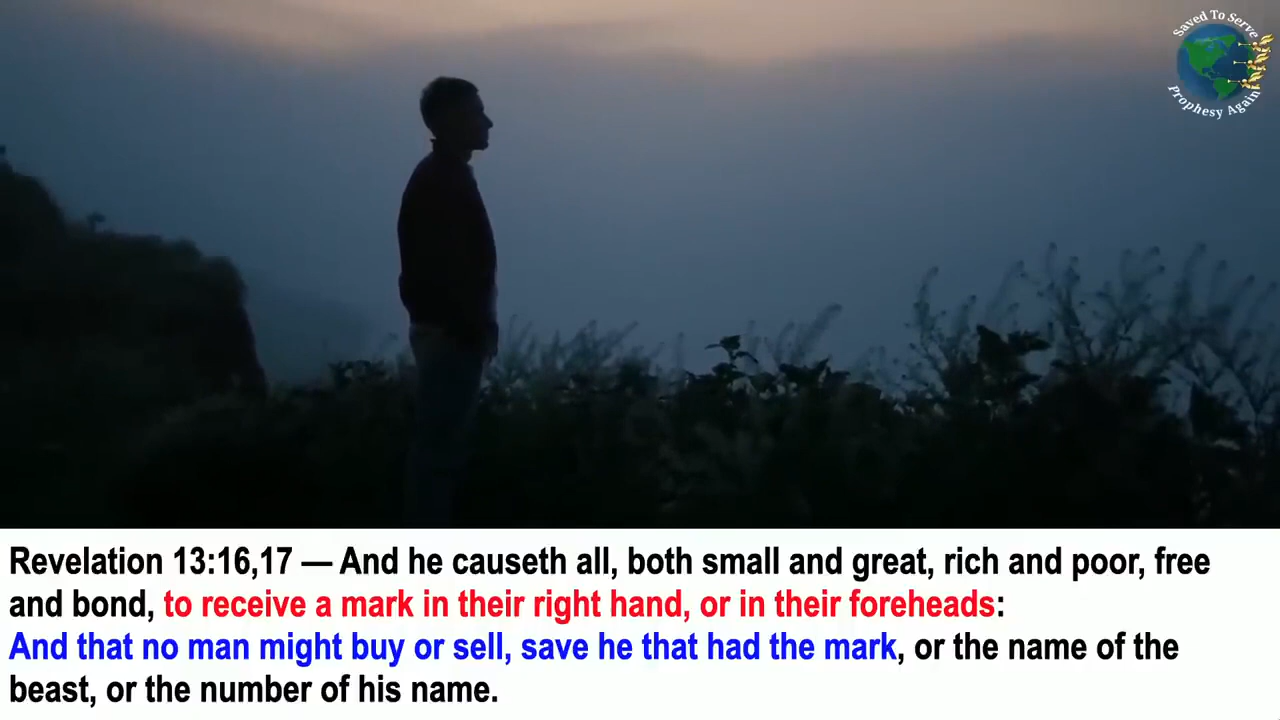 Saved To Serve
Prophesy Again
Revelation 13:16,17 — And he causeth all, both small and great, rich and poor, free
and bond, to receive a mark in their right hand, or in their foreheads:
And that no man might buy or sell, save he that had the mark, or the name of the
beast, or the number of his name.